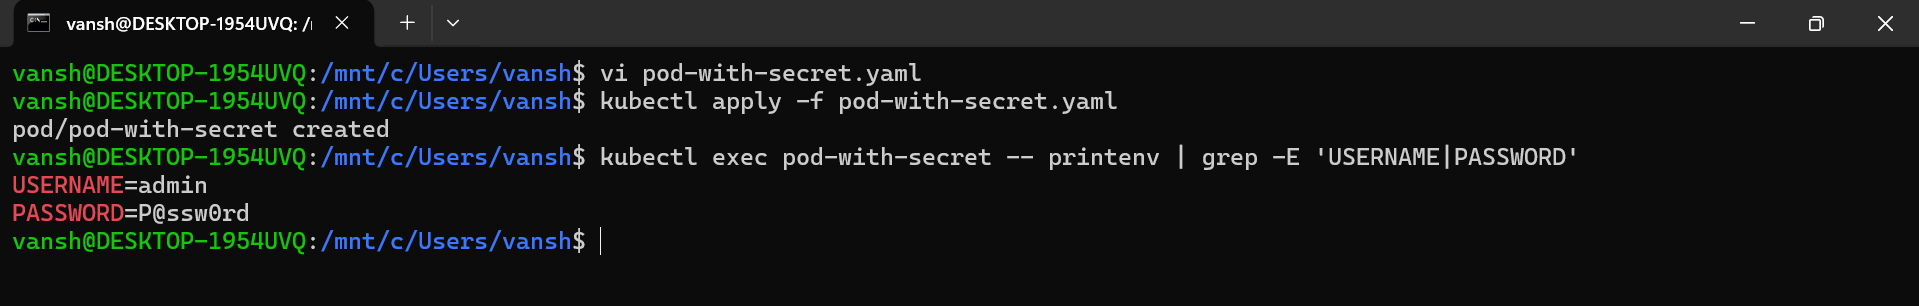 vansh@DESKTOP-1954UVQ: /
vansh@DESKTOP-1954UVQ:/mnt/c/Users/vansh$ vi pod-with-secret.yaml
vansh@DESKTOP-1954UVQ:/mnt/c/Users/vansh$ kubectl apply -f pod-with-secret.yaml
pod/pod-with-secret created
vansh@DESKTOP-1954UVQ:/mnt/c/Users/vansh$ kubectl exec pod-with-secret -- printenv | grep -E 'USERNAME|PASSWORD'
USERNAME=admin
PASSWORD=P@ssw0rd
vansh@DESKTOP-1954UVQ:/mnt/c/Users/vansh$